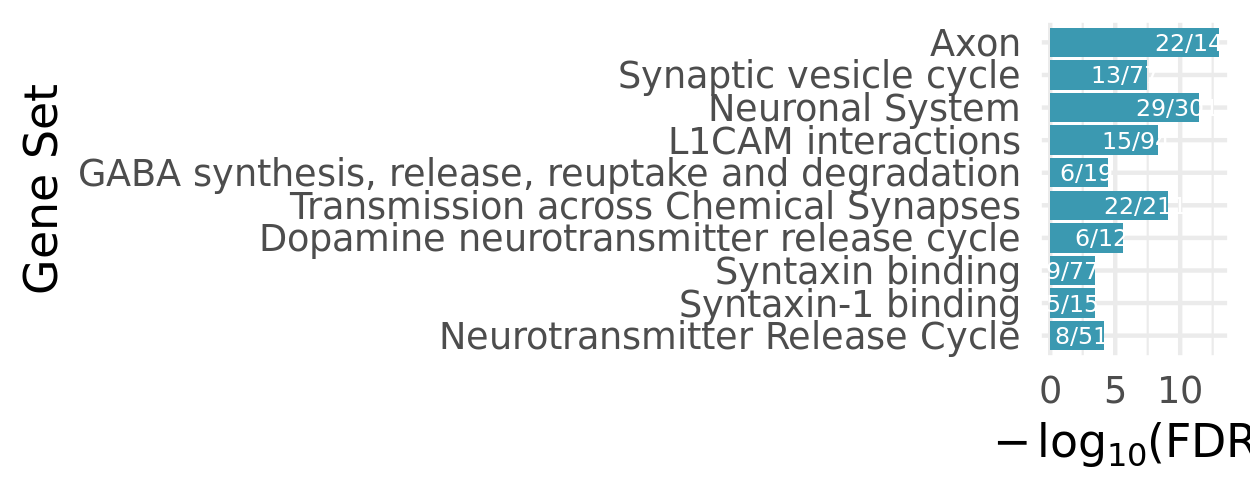 Gene Set
Axon 22/14
Synaptic vesicle cycle 13/7
Neuronal System 29/30
L1CAM interactions 15/94
GABA synthesis, release, reuptake and degradation 6/19
Transmission across Chemical Synapses 22/21
Dopamine neurotransmitter release cycle 6/12
Syntaxin binding 9/77
Syntaxin-1 binding 5/15
Neurotransmitter Release Cycle 8/51
0 5 10
−log₁₀(FDR